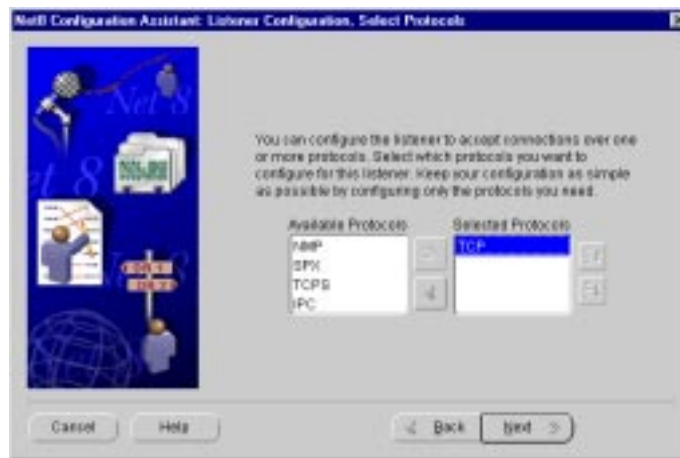 Net8 Configuration Assistant: Listener Configuration, Select Protocols
Net 8
You can configure the listener to accept connections over one
or more protocols. Select which protocols you want to
configure for this listener. Keep your configuration as simple
as possible by configuring only the protocols you need.
Available Protocols
Selected Protocols
NMP
SPX
TCPS
IPC
TCP
et 8
Net
Cancel
Help
Back
Next